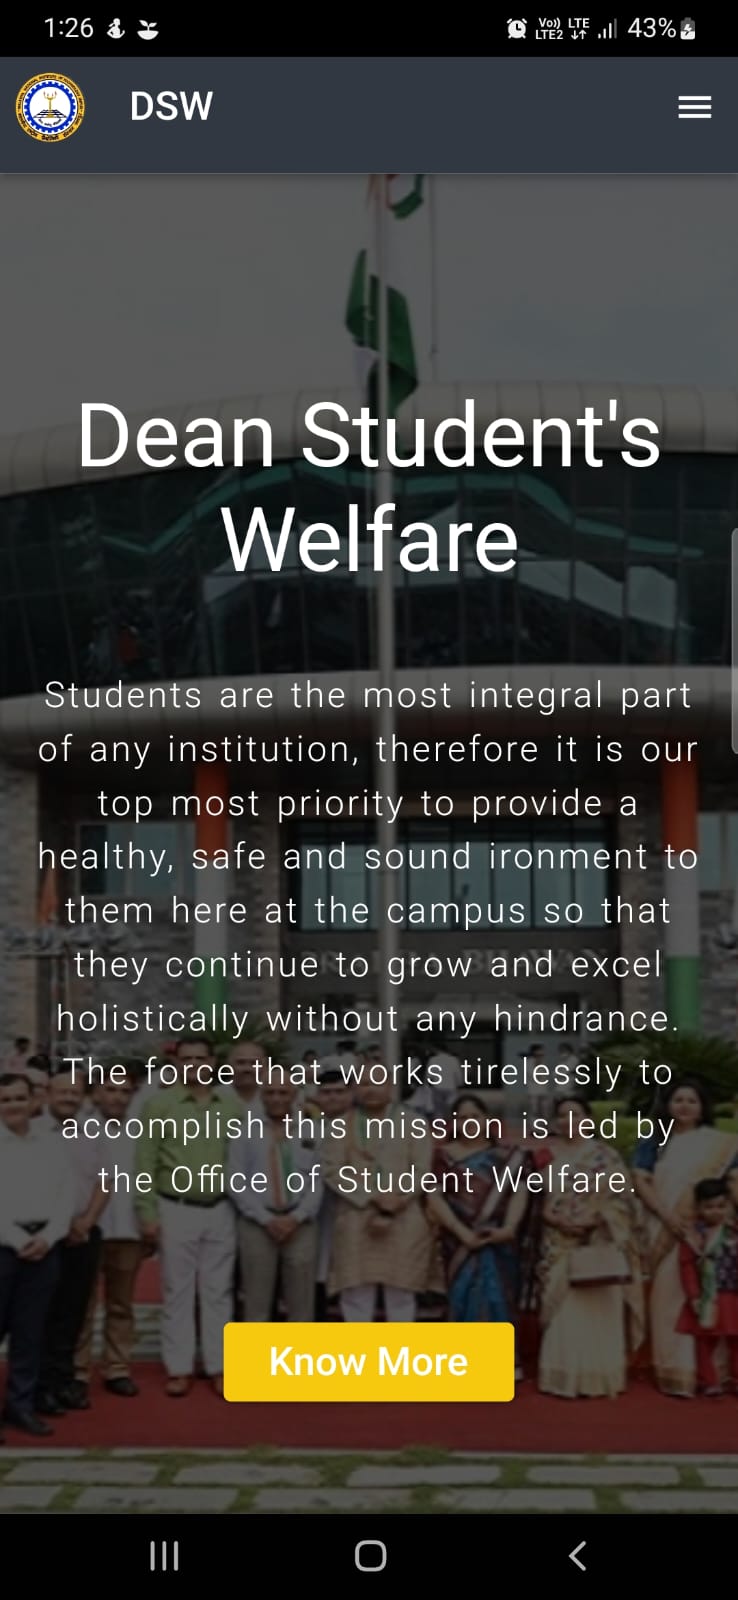 1:26
Vo)) LTE
LTE2
43%
DSW
Dean Student's
Welfare
Students are the most integral part
of any institution, therefore it is our
top most priority to provide a
healthy, safe and sound ironment to
them here at the campus so that
they continue to grow and excel
holistically without any hindrance.
The force that works tirelessly to
accomplish this mission is led by
the Office of Student Welfare.
Know More